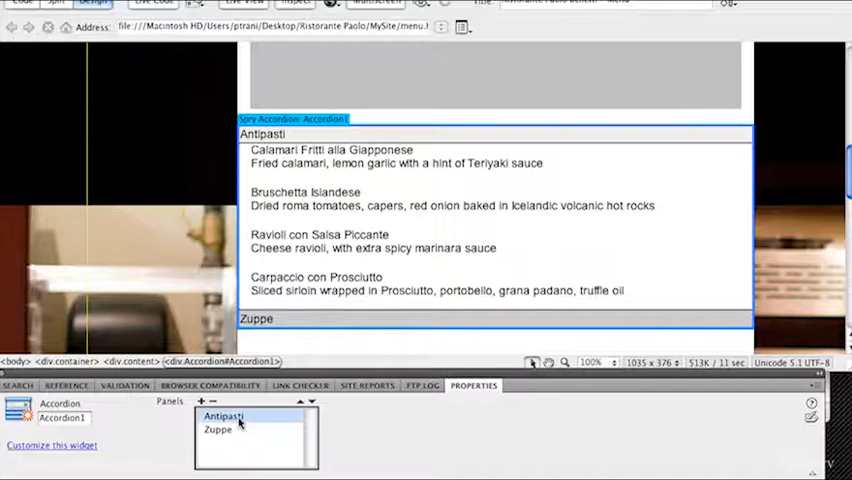 Code Split Design Live Code Live View Inspect Multiscreen Title: Ristorante Paolo Benetti - Menu
Address: file:///Macintosh HD/Users/ptrani/Desktop/Ristorante Paolo/MySite/menu.h
Spry Accordion: Accordion1
Antipasti
Calamari Fritti alla Giapponese
Fried calamari, lemon garlic with a hint of Teriyaki sauce
Bruschetta Islandese
Dried roma tomatoes, capers, red onion baked in Icelandic volcanic hot rocks
Ravioli con Salsa Piccante
Cheese ravioli, with extra spicy marinara sauce
Carpaccio con Prosciutto
Sliced sirloin wrapped in Prosciutto, portobello, grana padano, truffle oil
Zuppe
<body> <div.container> <div.content> <div.Accordion#Accordion1> 100% 1035 x 376 513K / 11 sec Unicode 5.1 UTF-8
SEARCH REFERENCE VALIDATION BROWSER COMPATIBILITY LINK CHECKER SITE REPORTS FTP LOG PROPERTIES
Accordion Panels + −
Accordion1
Antipasti
Zuppe
Customize this widget